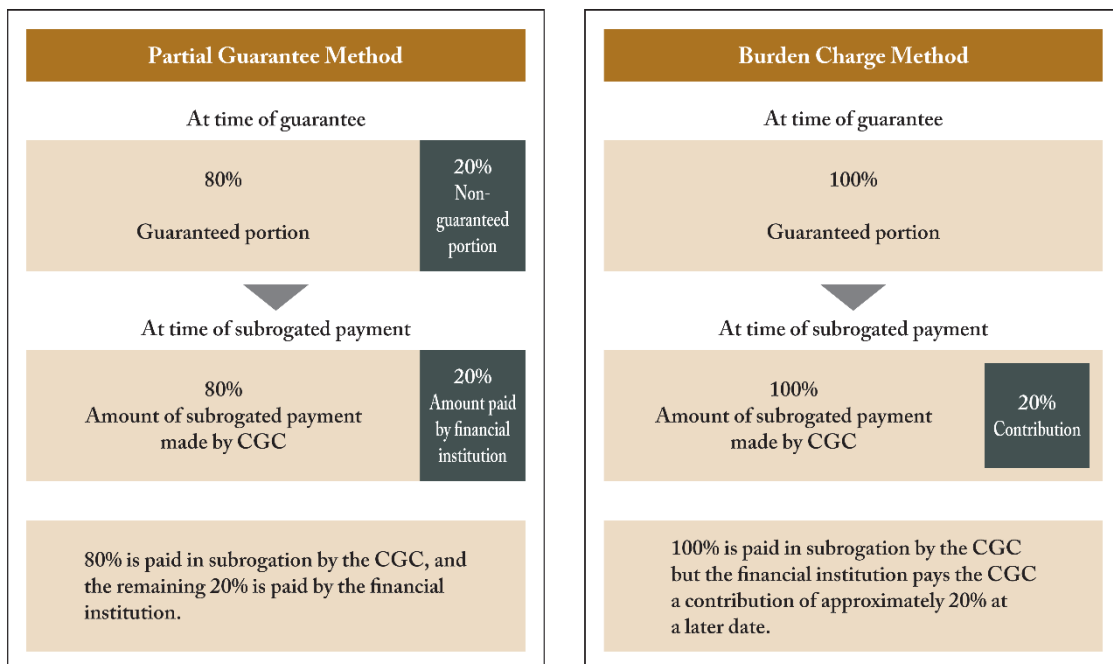 Partial Guarantee Method
At time of guarantee
80%
Guaranteed portion
20%
Non-
guaranteed
portion
At time of subrogated payment
80%
Amount of subrogated payment
made by CGC
20%
Amount paid
by financial
institution
80% is paid in subrogation by the CGC, and
the remaining 20% is paid by the financial
institution.
Burden Charge Method
At time of guarantee
100%
Guaranteed portion
At time of subrogated payment
100%
Amount of subrogated payment
made by CGC
20%
Contribution
100% is paid in subrogation by the CGC
but the financial institution pays the CGC
a contribution of approximately 20% at
a later date.